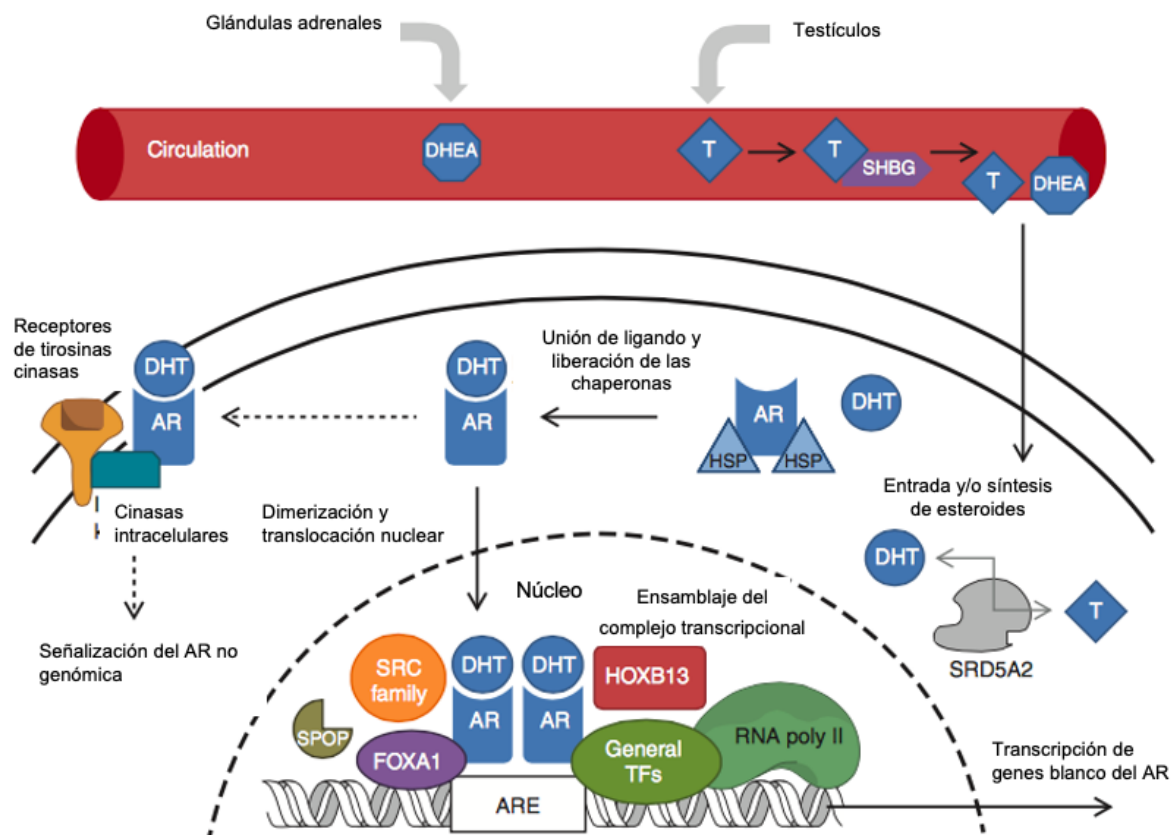 Glándulas adrenales
Testículos
Circulation
DHEA
T
T
SHBG
T
DHEA
Receptores
de tirosinas
cinasas
DHT
AR
DHT
AR
Unión de ligando y
liberación de las
chaperonas
AR
HSP
HSP
DHT
Cinasas
intracelulares
Dimerización y
translocación nuclear
Entrada y/o síntesis
de esteroides
DHT
T
SRD5A2
Señalización del AR no
genómica
Núcleo
Ensamblaje del
complejo transcripcional
SRC
family
DHT
DHT
AR
AR
HOXB13
SPOP
FOXA1
General
TFs
RNA poly II
ARE
Transcripción de
genes blanco del AR